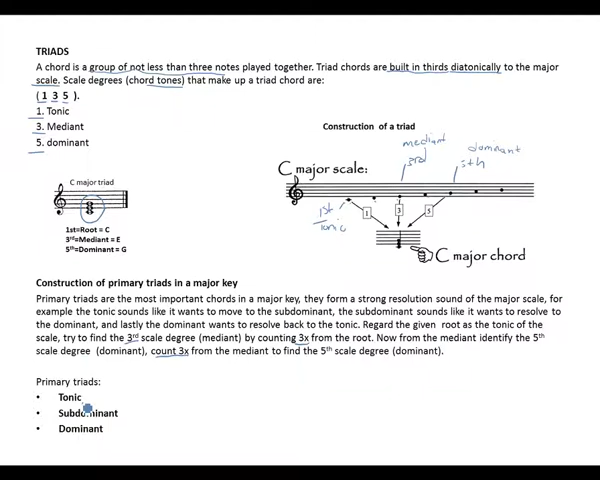 TRIADS
A chord is a group of not less than three notes played together. Triad chords are built in thirds diatonically to the major
scale. Scale degrees (chord tones) that make up a triad chord are:
( 1 3 5 ).
1. Tonic
3. Mediant
5. dominant
Construction of a triad
mediant
3rd
dominant
5th
C major scale:
1st
Tonic
1
3
5
C major chord
C major triad
1st=Root = C
3rd=Mediant = E
5th=Dominant = G
Construction of primary triads in a major key
Primary triads are the most important chords in a major key, they form a strong resolution sound of the major scale, for
example the tonic sounds like it wants to move to the subdominant, the subdominant sounds like it wants to resolve to
the dominant, and lastly the dominant wants to resolve back to the tonic. Regard the given root as the tonic of the
scale, try to find the 3rd scale degree (mediant) by counting 3x from the root. Now from the mediant identify the 5th
scale degree (dominant), count 3x from the mediant to find the 5th scale degree (dominant).
Primary triads:
• Tonic
• Subdominant
• Dominant